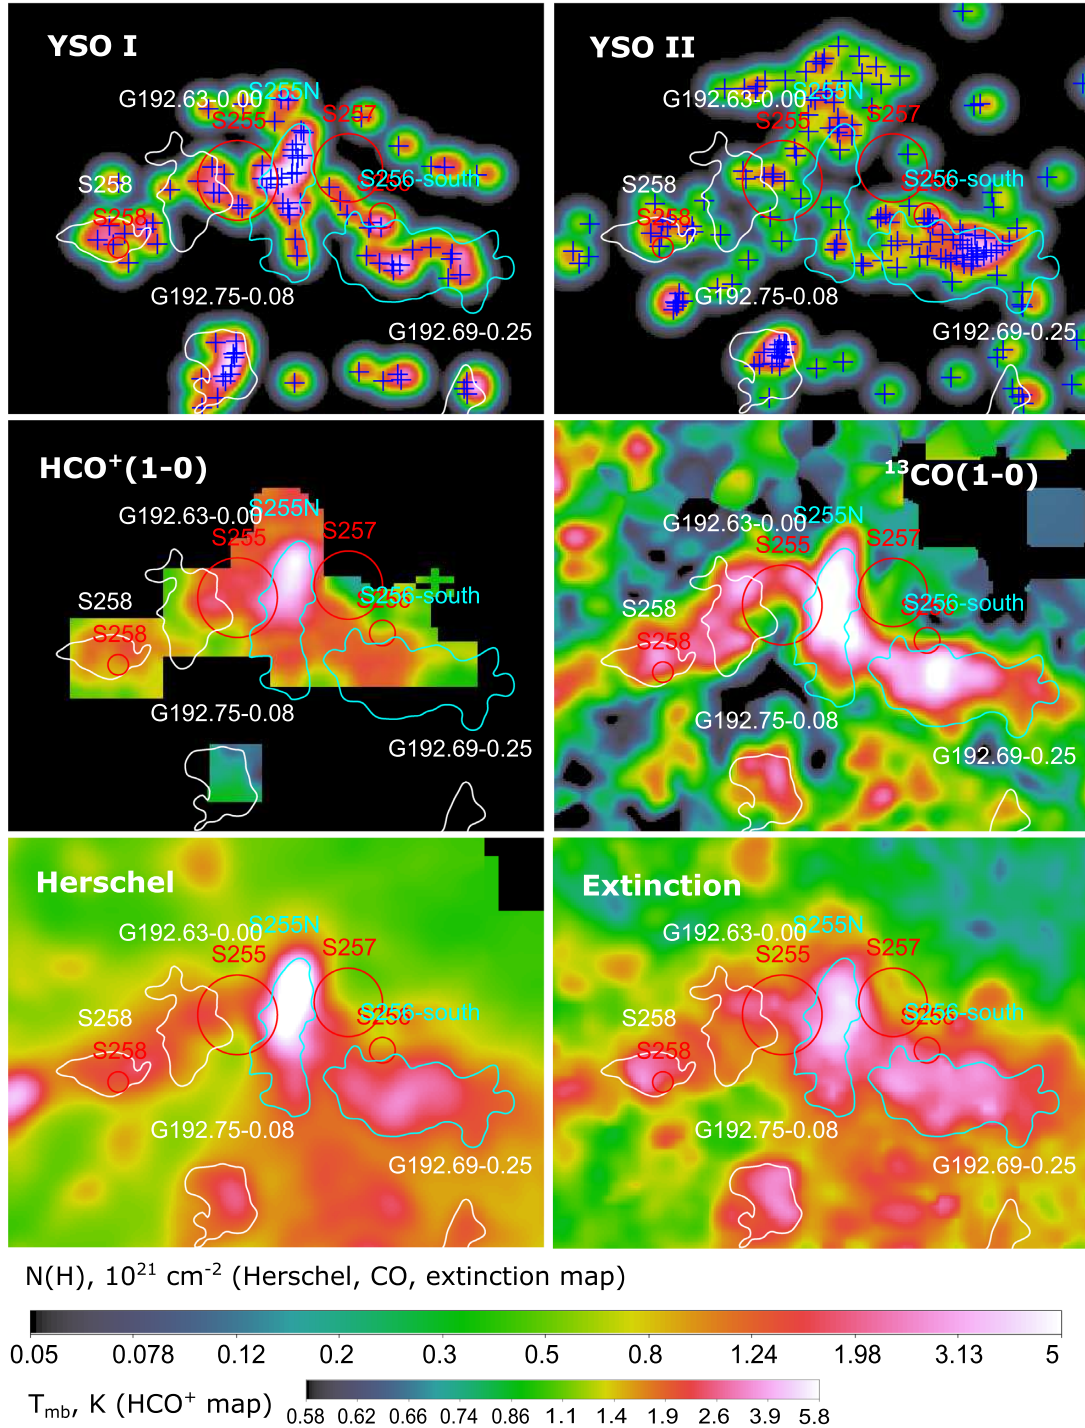 YSO I
S255N
G192.63-0.00
S255
S257
S258
S256-south
S256
S258
G192.75-0.08
G192.69-0.25
YSO II
S255N
G192.63-0.00
S255
S257
S258
S256-south
S258
G192.75-0.08
G192.69-0.25
HCO⁺(1-0)
S255N
G192.63-0.00
S255
S257
S258
S256-south
S256
S258
G192.75-0.08
G192.69-0.25
¹³CO(1-0)
S255N
G192.63-0.00
S255
S257
S258
S256-south
S256
S258
G192.75-0.08
G192.69-0.25
Herschel
S255N
G192.63-0.00
S255
S257
S258
S256-south
S256
S258
G192.75-0.08
G192.69-0.25
Extinction
S255N
G192.63-0.00
S255
S257
S258
S256-south
S256
S258
G192.75-0.08
G192.69-0.25
N(H), 10²¹ cm⁻² (Herschel, CO, extinction map)
0.05 0.078 0.12 0.2 0.3 0.5 0.8 1.24 1.98 3.13 5
Tmb, K (HCO⁺ map)
0.58 0.62 0.66 0.74 0.86 1.1 1.4 1.9 2.6 3.9 5.8